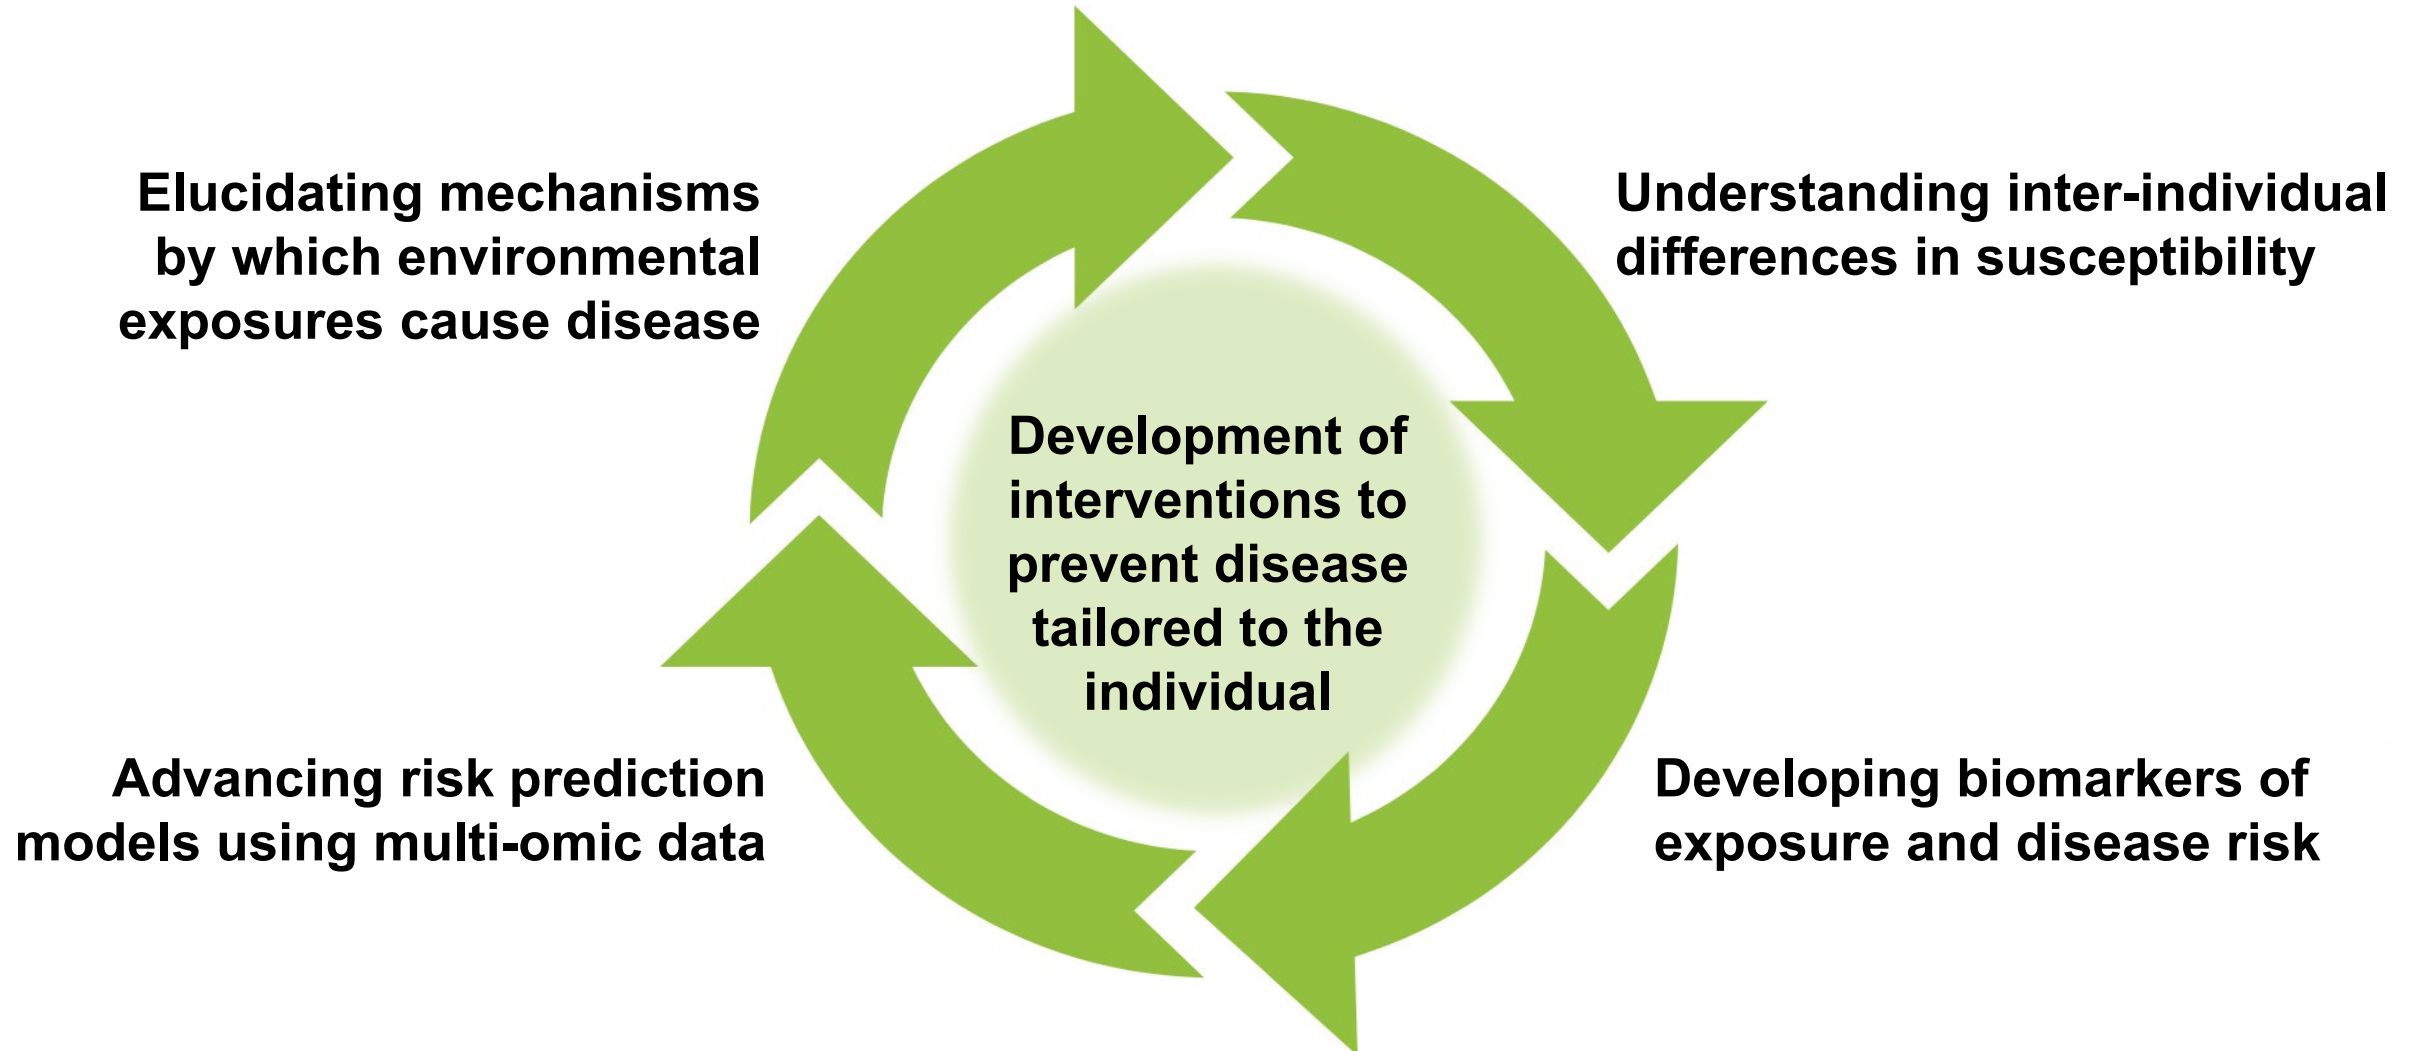 Elucidating mechanisms
by which environmental
exposures cause disease
Understanding inter-individual
differences in susceptibility
Development of
interventions to
prevent disease
tailored to the
individual
Advancing risk prediction
models using multi-omic data
Developing biomarkers of
exposure and disease risk